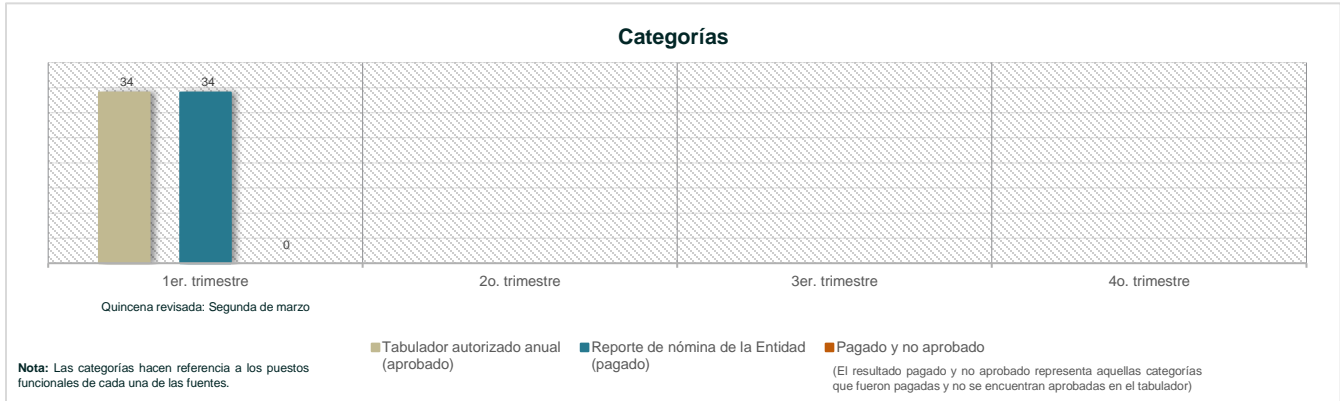 Categorías
34
34
0
1er. trimestre
2o. trimestre
3er. trimestre
4o. trimestre
Quincena revisada: Segunda de marzo
Tabulador autorizado anual
(aprobado)
Reporte de nómina de la Entidad
(pagado)
Pagado y no aprobado
(El resultado pagado y no aprobado representa aquellas categorías
que fueron pagadas y no se encuentran aprobadas en el tabulador)
Nota: Las categorías hacen referencia a los puestos
funcionales de cada una de las fuentes.